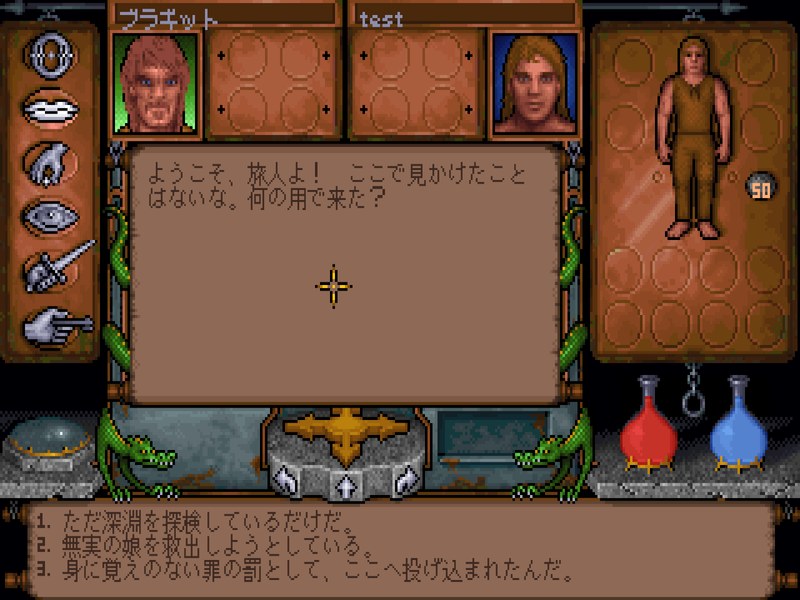 ブラギット
test
ようこそ、旅人よ！　ここで見かけたこと
はないな。何の用で来た？
50
1. ただ深淵を探検しているだけだ。
2. 無実の娘を救出しようとしている。
3. 身に覚えのない罪の罰として、ここへ投げ込まれたんだ。